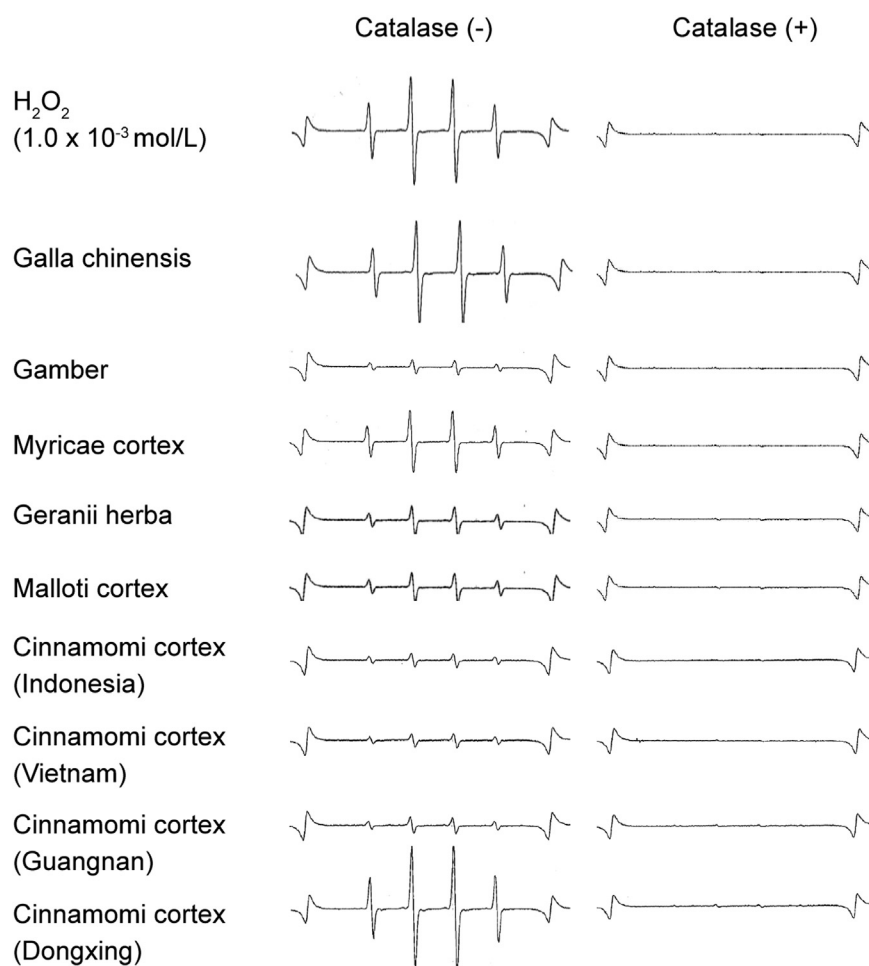 Catalase (-)
Catalase (+)
H₂O₂
(1.0 x 10⁻³ mol/L)
Galla chinensis
Gamber
Myricae cortex
Geranii herba
Malloti cortex
Cinnamomi cortex
(Indonesia)
Cinnamomi cortex
(Vietnam)
Cinnamomi cortex
(Guangnan)
Cinnamomi cortex
(Dongxing)